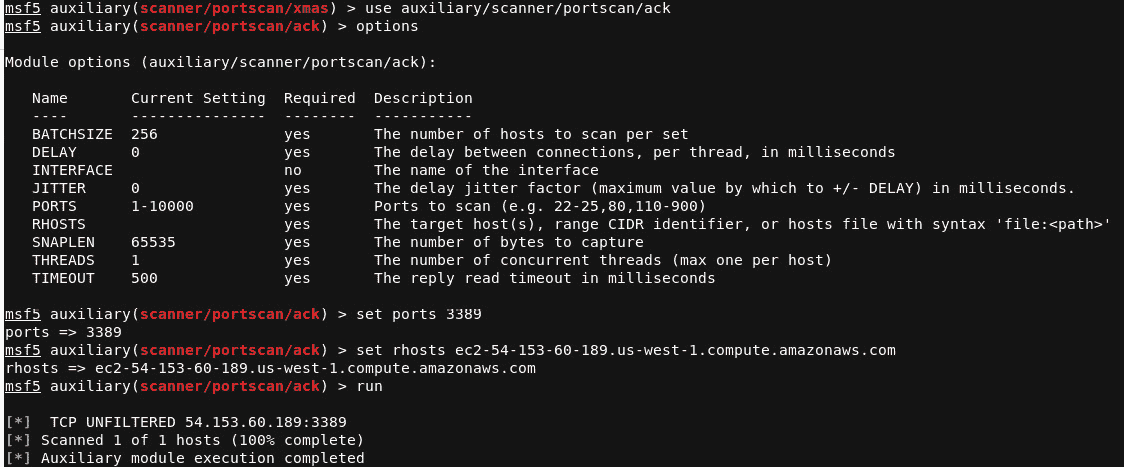 msf5 auxiliary(scanner/portscan/xmas) > use auxiliary/scanner/portscan/ack
msf5 auxiliary(scanner/portscan/ack) > options
Module options (auxiliary/scanner/portscan/ack):
Name Current Setting Required Description
---- --------------- -------- -----------
BATCHSIZE 256 yes The number of hosts to scan per set
DELAY 0 yes The delay between connections, per thread, in milliseconds
INTERFACE no The name of the interface
JITTER 0 yes The delay jitter factor (maximum value by which to +/- DELAY) in milliseconds.
PORTS 1-10000 yes Ports to scan (e.g. 22-25,80,110-900)
RHOSTS yes The target host(s), range CIDR identifier, or hosts file with syntax 'file:<path>'
SNAPLEN 65535 yes The number of bytes to capture
THREADS 1 yes The number of concurrent threads (max one per host)
TIMEOUT 500 yes The reply read timeout in milliseconds
msf5 auxiliary(scanner/portscan/ack) > set ports 3389
ports => 3389
msf5 auxiliary(scanner/portscan/ack) > set rhosts ec2-54-153-60-189.us-west-1.compute.amazonaws.com
rhosts => ec2-54-153-60-189.us-west-1.compute.amazonaws.com
msf5 auxiliary(scanner/portscan/ack) > run
[*]  TCP UNFILTERED 54.153.60.189:3389
[*] Scanned 1 of 1 hosts (100% complete)
[*] Auxiliary module execution completed